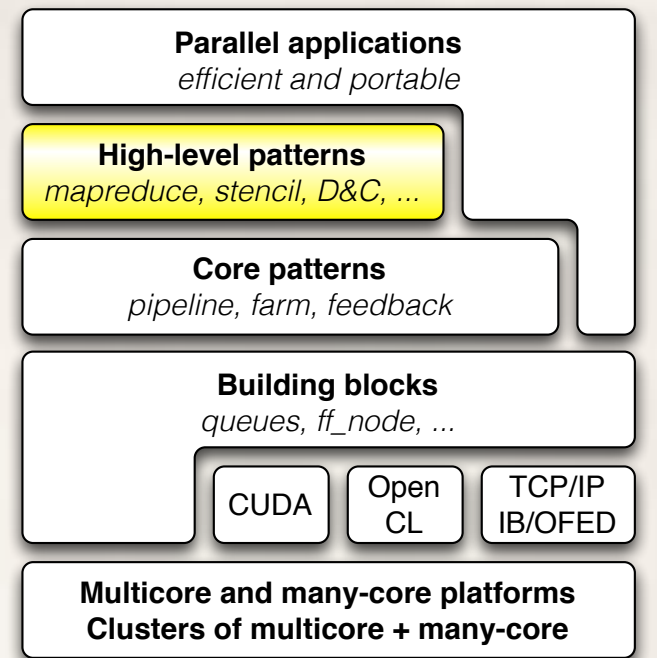 Parallel applications
efficient and portable
High-level patterns
mapreduce, stencil, D&C, ...
Core patterns
pipeline, farm, feedback
Building blocks
queues, ff_node, ...
CUDA
Open
CL
TCP/IP
IB/OFED
Multicore and many-core platforms
Clusters of multicore + many-core